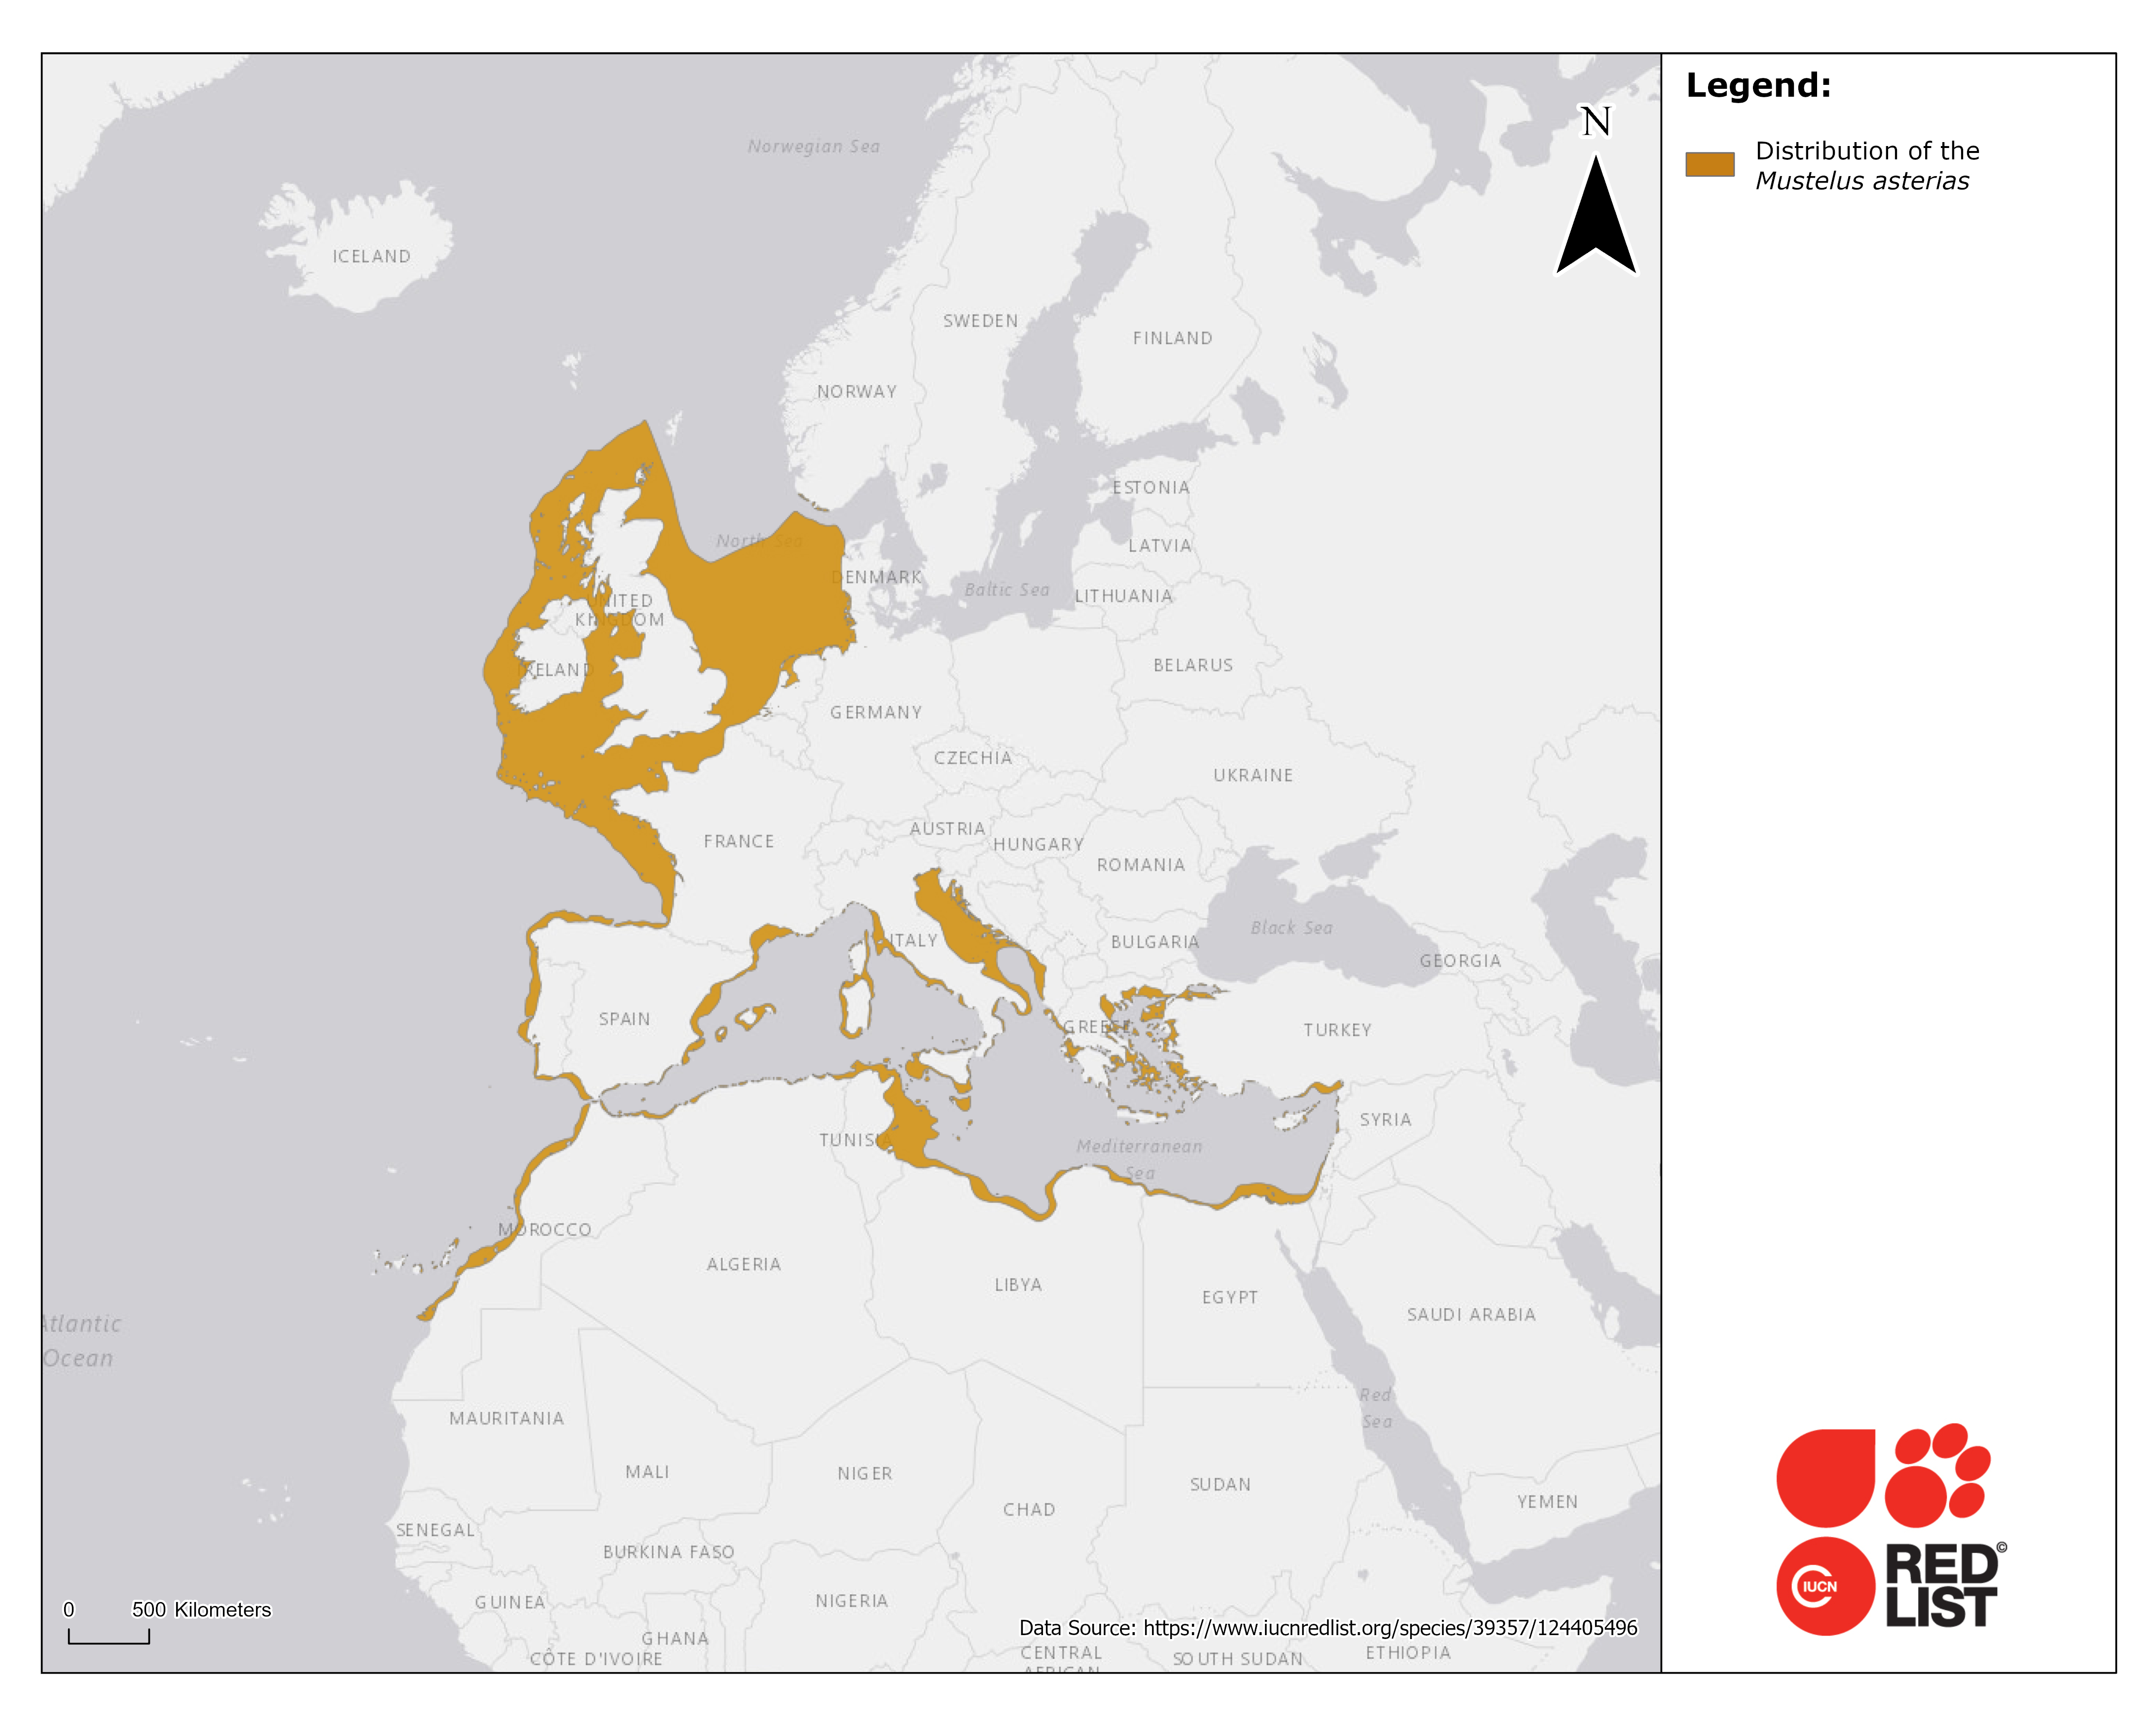 Legend:
Distribution of the
Mustelus asterias
N
Norwegian Sea
ICELAND
SWEDEN
FINLAND
NORWAY
ESTONIA
North Sea
LATVIA
DENMARK
Baltic Sea
LITHUANIA
UNITED
KINGDOM
BELARUS
IRELAND
GERMANY
CZECHIA
UKRAINE
AUSTRIA
FRANCE
HUNGARY
ROMANIA
Black Sea
ITALY
BULGARIA
GEORGIA
SPAIN
GREECE
TURKEY
SYRIA
TUNISIA
Mediterranean
Sea
MOROCCO
ALGERIA
LIBYA
EGYPT
SAUDI ARABIA
Atlantic
Ocean
Red
Sea
MAURITANIA
MALI
NIGER
SUDAN
YEMEN
CHAD
SENEGAL
BURKINA FASO
GUINEA
NIGERIA
GHANA
CÔTE D'IVOIRE
CENTRAL
AFRICAN
SOUTH SUDAN
ETHIOPIA
0 500 Kilometers
Data Source: https://www.iucnredlist.org/species/39357/124405496
IUCN
RED
LIST
©